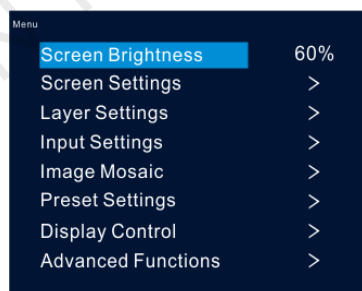 Menu
Screen Brightness 60%
Screen Settings >
Layer Settings >
Input Settings >
Image Mosaic >
Preset Settings >
Display Control >
Advanced Functions >